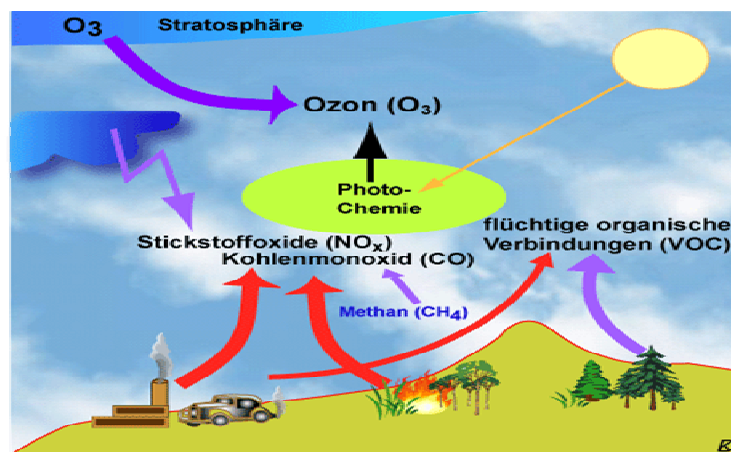 O3 Stratosphäre
Ozon (O3)
Photo-
Chemie
Stickstoffoxide (NOx)
Kohlenmonoxid (CO)
flüchtige organische
Verbindungen (VOC)
Methan (CH4)